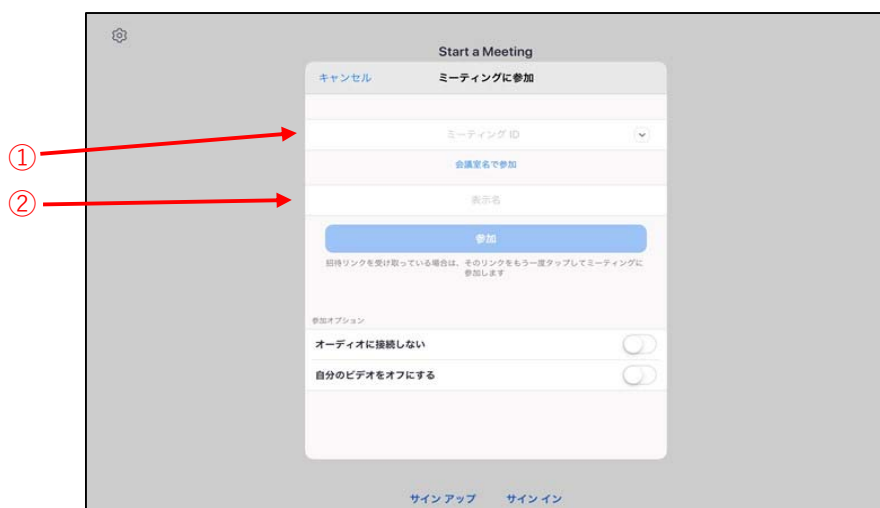 Start a Meeting
キャンセル ミーティングに参加
① ミーティング ID
会議室名で参加
② 表示名
参加
招待リンクを受け取っている場合は、そのリンクをもう一度タップしてミーティングに
参加します
参加オプション
オーディオに接続しない
自分のビデオをオフにする
サイン アップ サイン イン